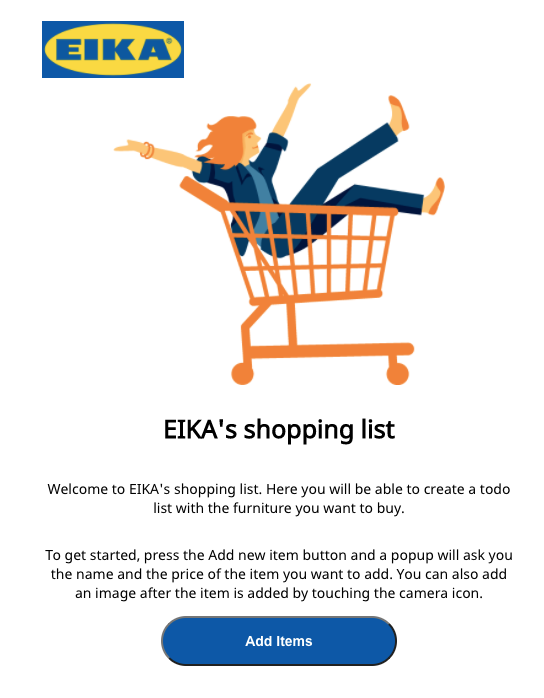 EIKA®
EIKA's shopping list
Welcome to EIKA's shopping list. Here you will be able to create a todo
list with the furniture you want to buy.
To get started, press the Add new item button and a popup will ask you
the name and the price of the item you want to add. You can also add
an image after the item is added by touching the camera icon.
Add Items